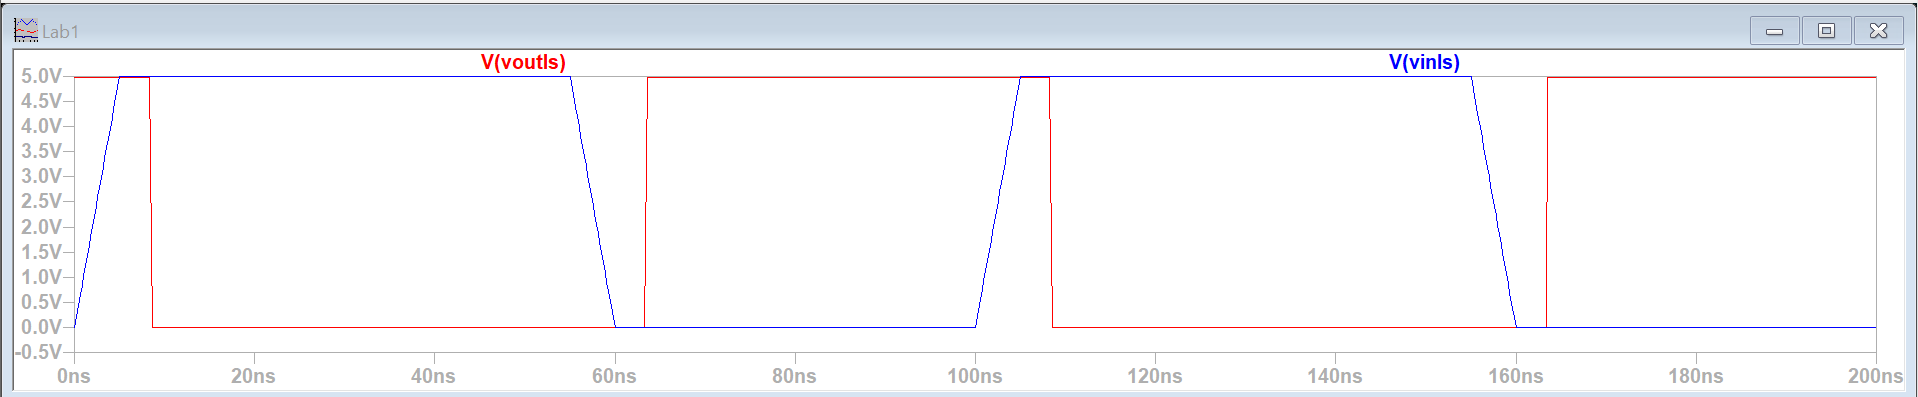 Lab1
V(voutls) V(vinls)
5.0V
4.5V
4.0V
3.5V
3.0V
2.5V
2.0V
1.5V
1.0V
0.5V
0.0V
-0.5V
0ns 20ns 40ns 60ns 80ns 100ns 120ns 140ns 160ns 180ns 200ns